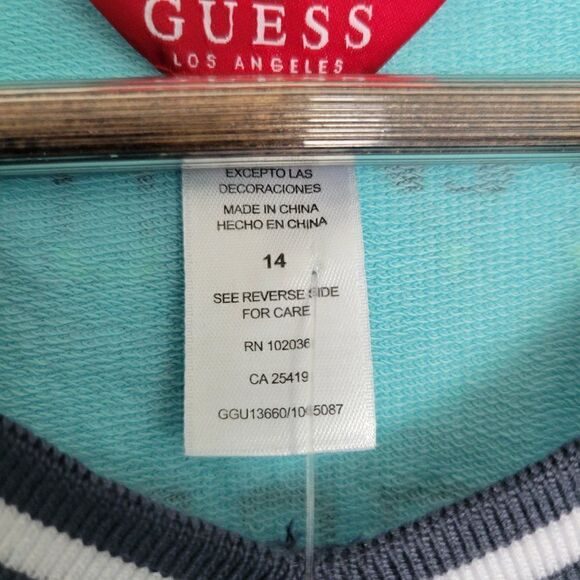 GUESS
LOS ANGELES
EXCEPTO LAS
DECORACIONES
MADE IN CHINA
HECHO EN CHINA
14
SEE REVERSE SIDE
FOR CARE
RN 102036
CA 25419